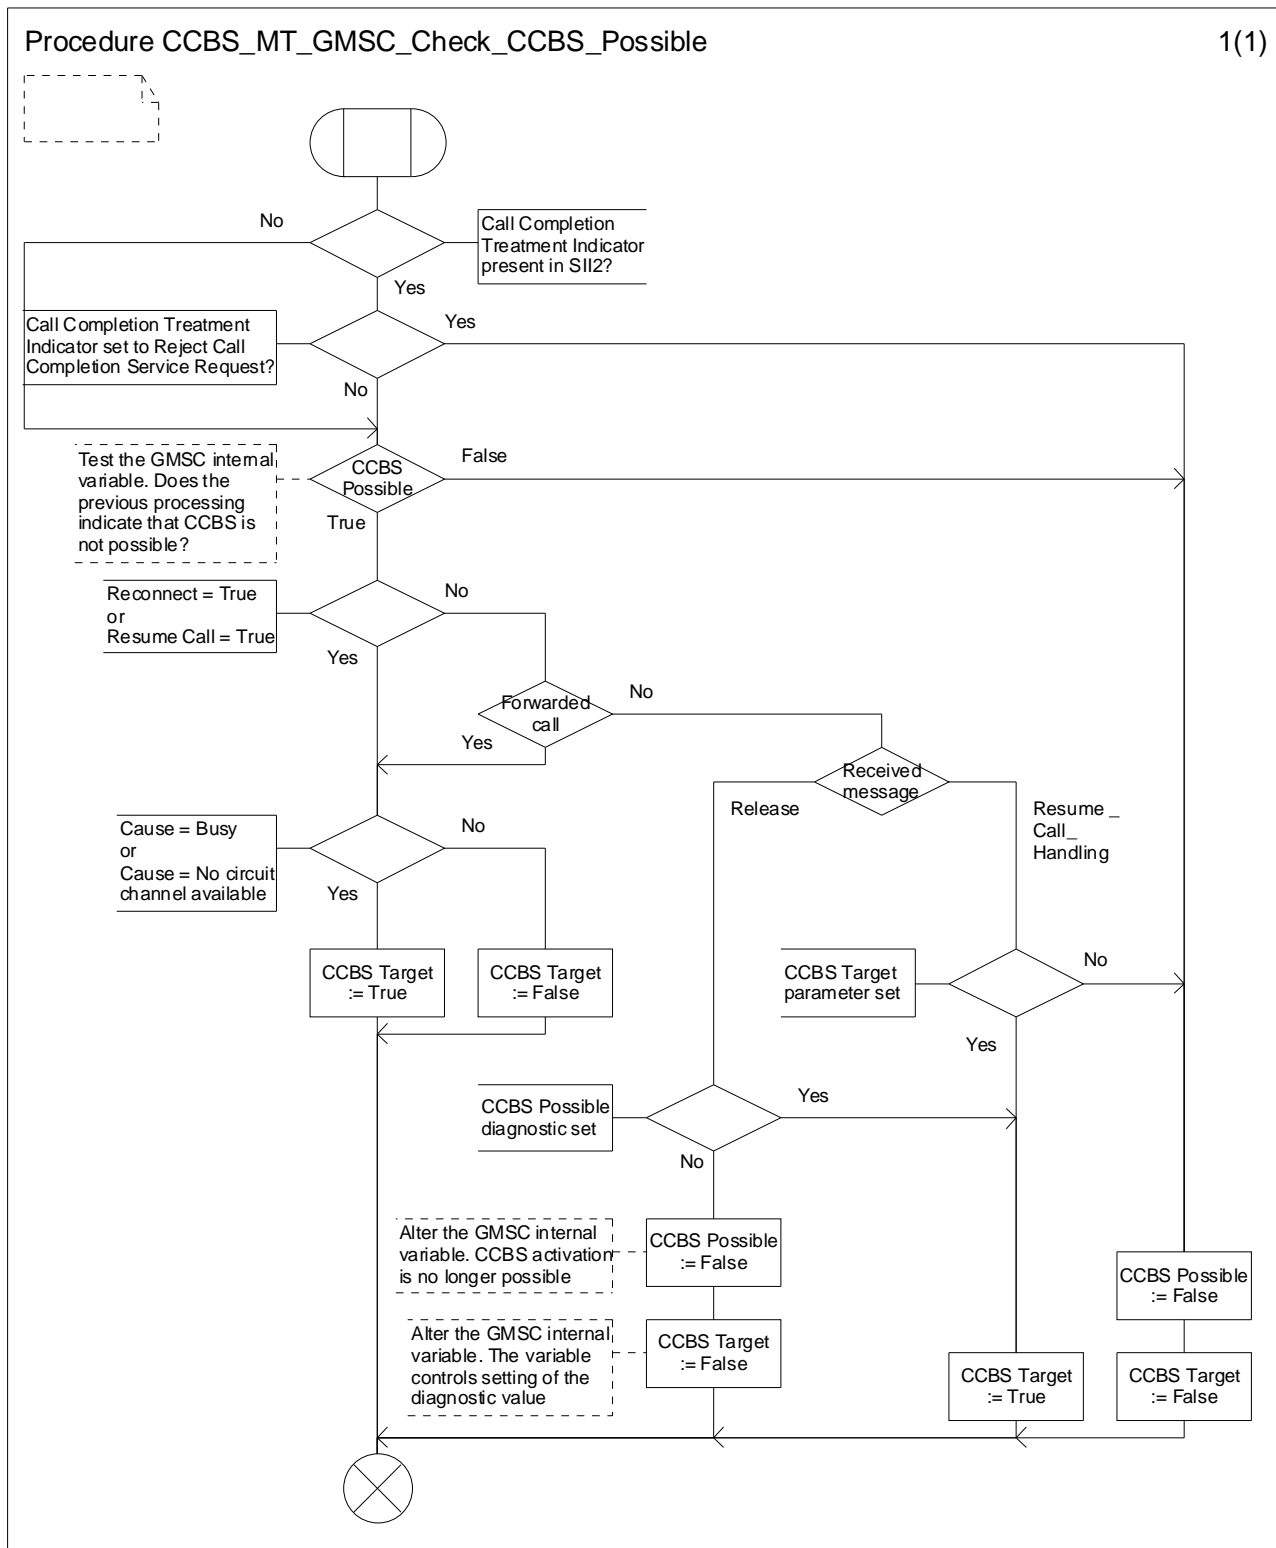 Procedure CCBS_MT_GMSC_Check_CCBS_Possible
1(1)
No
Call Completion
Treatment Indicator
present in SII2?
Yes
Call Completion Treatment
Indicator set to Reject Call
Completion Service Request?
Yes
No
Test the GMSC internal
variable. Does the
previous processing
indicate that CCBS is
not possible?
CCBS
Possible
False
True
Reconnect = True
or
Resume Call = True
No
Yes
Forwarded
call
No
Yes
Received
message
Release
Resume_
Call_
Handling
Cause = Busy
or
Cause = No circuit
channel available
No
Yes
CCBS Target
:= True
CCBS Target
:= False
CCBS Target
parameter set
No
Yes
CCBS Possible
diagnostic set
Yes
No
Alter the GMSC internal
variable. CCBS activation
is no longer possible
CCBS Possible
:= False
CCBS Possible
:= False
Alter the GMSC internal
variable. The variable
controls setting of the
diagnostic value
CCBS Target
:= False
CCBS Target
:= True
CCBS Target
:= False